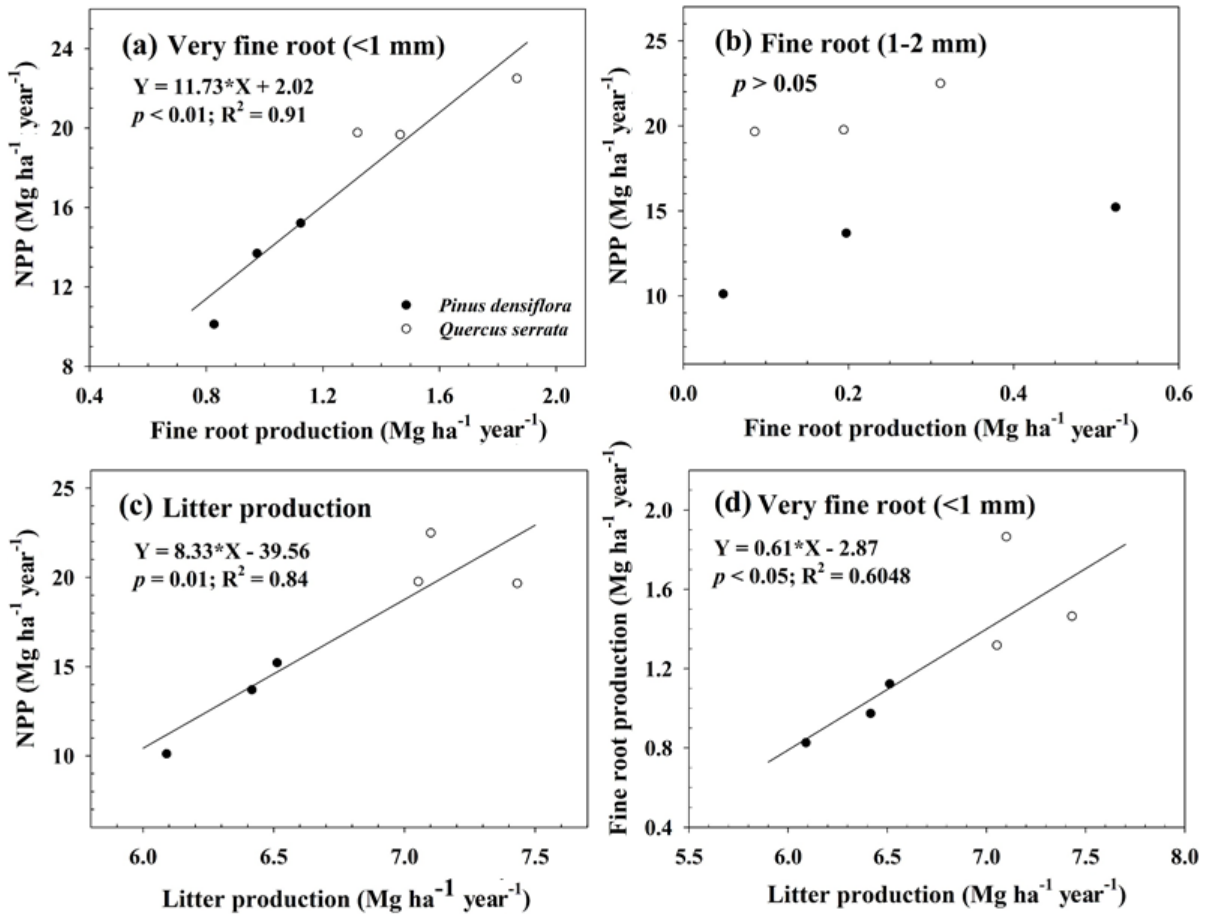 (a) Very fine root (<1 mm)
Y = 11.73*X + 2.02
p < 0.01; R² = 0.91
NPP (Mg ha⁻¹ year⁻¹)
24
20
16
12
8
Pinus densiflora
Quercus serrata
0.4 0.8 1.2 1.6 2.0
Fine root production (Mg ha⁻¹ year⁻¹)
(b) Fine root (1-2 mm)
p > 0.05
NPP (Mg ha⁻¹ year⁻¹)
25
20
15
10
0.0 0.2 0.4 0.6
Fine root production (Mg ha⁻¹ year⁻¹)
(c) Litter production
Y = 8.33*X - 39.56
p = 0.01; R² = 0.84
NPP (Mg ha⁻¹ year⁻¹)
25
20
15
10
6.0 6.5 7.0 7.5
Litter production (Mg ha⁻¹ year⁻¹)
(d) Very fine root (<1 mm)
Y = 0.61*X - 2.87
p < 0.05; R² = 0.6048
Fine root production (Mg ha⁻¹ year⁻¹)
2.0
1.6
1.2
0.8
0.4
5.5 6.0 6.5 7.0 7.5 8.0
Litter production (Mg ha⁻¹ year⁻¹)